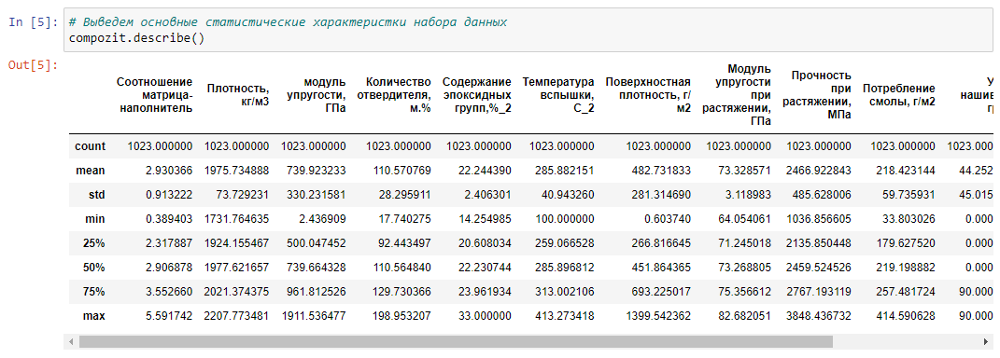 In [5]: # Выведем основные статистические характеристки набора данных
compozit.describe()
Out[5]:
Соотношение матрица-наполнитель Плотность, кг/м3 модуль упругости, ГПа Количество отвердителя, м.% Содержание эпоксидных групп,%_2 Температура вспышки, С_2 Поверхностная плотность, г/м2 Модуль упругости при растяжении, ГПа Прочность при растяжении, МПа Потребление смолы, г/м2 У нашив г
count 1023.000000 1023.000000 1023.000000 1023.000000 1023.000000 1023.000000 1023.000000 1023.000000 1023.000000 1023.000000 1023.000
mean 2.930366 1975.734888 739.923233 110.570769 22.244390 285.882151 482.731833 73.328571 2466.922843 218.423144 44.252
std 0.913222 73.729231 330.231581 28.295911 2.406301 40.943260 281.314690 3.118983 485.628006 59.735931 45.015
min 0.389403 1731.764635 2.436909 17.740275 14.254985 100.000000 0.603740 64.054061 1036.856605 33.803026 0.000
25% 2.317887 1924.155467 500.047452 92.443497 20.608034 259.066528 266.816645 71.245018 2135.850448 179.627520 0.000
50% 2.906878 1977.621657 739.664328 110.564840 22.230744 285.896812 451.864365 73.268805 2459.524526 219.198882 0.000
75% 3.552660 2021.374375 961.812526 129.730366 23.961934 313.002106 693.225017 75.356612 2767.193119 257.481724 90.000
max 5.591742 2207.773481 1911.536477 198.953207 33.000000 413.273418 1399.542362 82.682051 3848.436732 414.590628 90.000